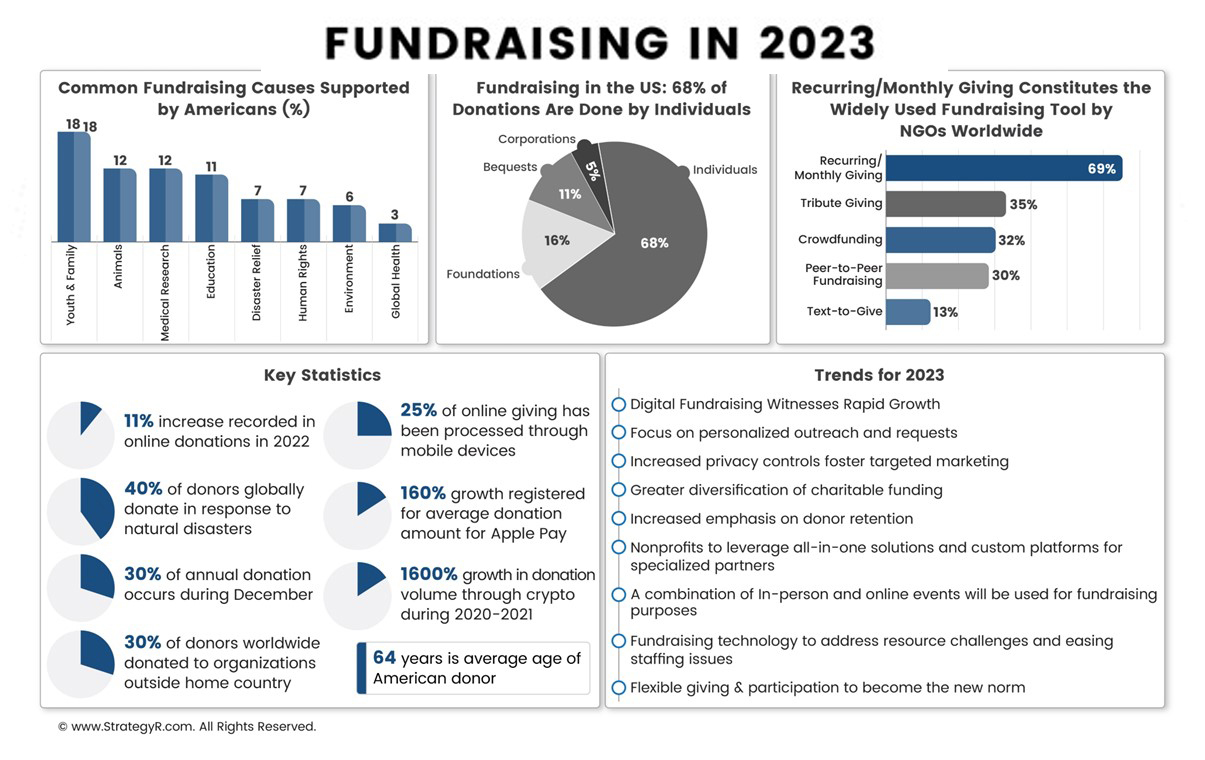 FUNDRAISING IN 2023
Common Fundraising Causes Supported
by Americans (%)
18 18
12
12
11
7
7
6
3
Youth & Family
Animals
Medical Research
Education
Disaster Relief
Human Rights
Environment
Global Health
Fundraising in the US: 68% of
Donations Are Done by Individuals
Corporations
Bequests
Individuals
Foundations
5%
11%
16%
68%
Recurring/Monthly Giving Constitutes the
Widely Used Fundraising Tool by
NGOs Worldwide
Recurring/
Monthly Giving
69%
Tribute Giving
35%
Crowdfunding
32%
Peer-to-Peer
Fundraising
30%
Text-to-Give
13%
Key Statistics
11% increase recorded in
online donations in 2022
40% of donors globally
donate in response to
natural disasters
30% of annual donation
occurs during December
30% of donors worldwide
donated to organizations
outside home country
25% of online giving has
been processed through
mobile devices
160% growth registered
for average donation
amount for Apple Pay
1600% growth in donation
volume through crypto
during 2020-2021
64 years is average age of
American donor
Trends for 2023
Digital Fundraising Witnesses Rapid Growth
Focus on personalized outreach and requests
Increased privacy controls foster targeted marketing
Greater diversification of charitable funding
Increased emphasis on donor retention
Nonprofits to leverage all-in-one solutions and custom platforms for
specialized partners
A combination of In-person and online events will be used for fundraising
purposes
Fundraising technology to address resource challenges and easing
staffing issues
Flexible giving & participation to become the new norm
© www.StrategyR.com. All Rights Reserved.